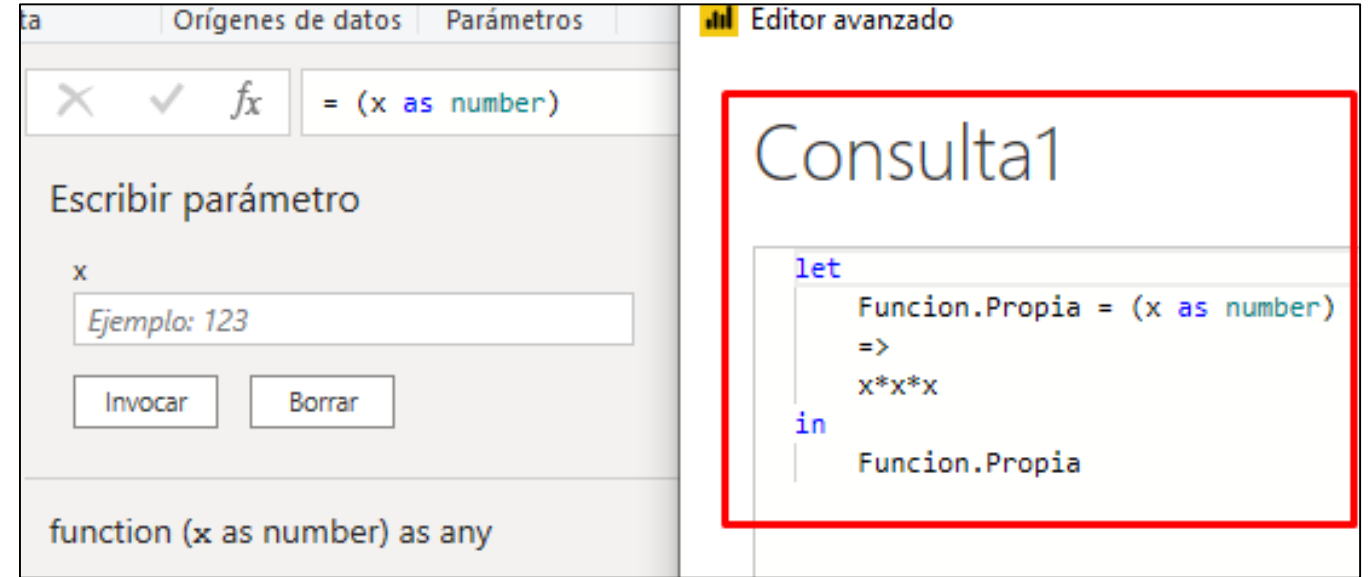 ta Orígenes de datos Parámetros
fx = (x as number)
Escribir parámetro
x
Ejemplo: 123
Invocar Borrar
function (x as number) as any
Editor avanzado
Consulta1
let
Funcion.Propia = (x as number)
=>
x*x*x
in
Funcion.Propia